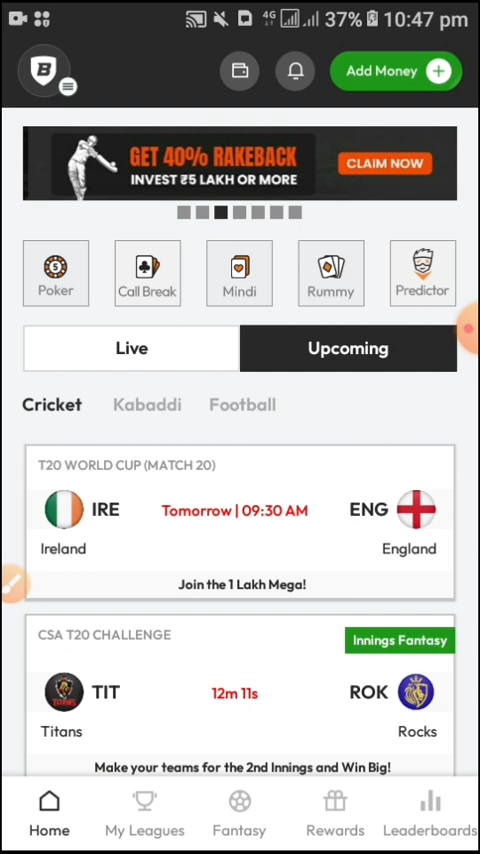 4G 37% 10:47 pm
B
Add Money +
GET 40% RAKEBACK
INVEST ₹5 LAKH OR MORE
CLAIM NOW
5
Poker
Call Break
Mindi
Rummy
Predictor
Live
Upcoming
Cricket
Kabaddi
Football
T20 WORLD CUP (MATCH 20)
IRE
Tomorrow | 09:30 AM
ENG
Ireland
England
Join the 1 Lakh Mega!
CSA T20 CHALLENGE
Innings Fantasy
TIT
12m 11s
ROK
Titans
Rocks
Make your teams for the 2nd Innings and Win Big!
Home
My Leagues
Fantasy
Rewards
Leaderboards